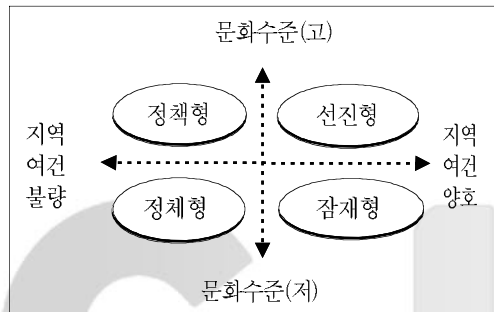 문화수준(고)
정책형
선진형
지역
여건
불량
지역
여건
양호
정체형
잠재형
문화수준(저)